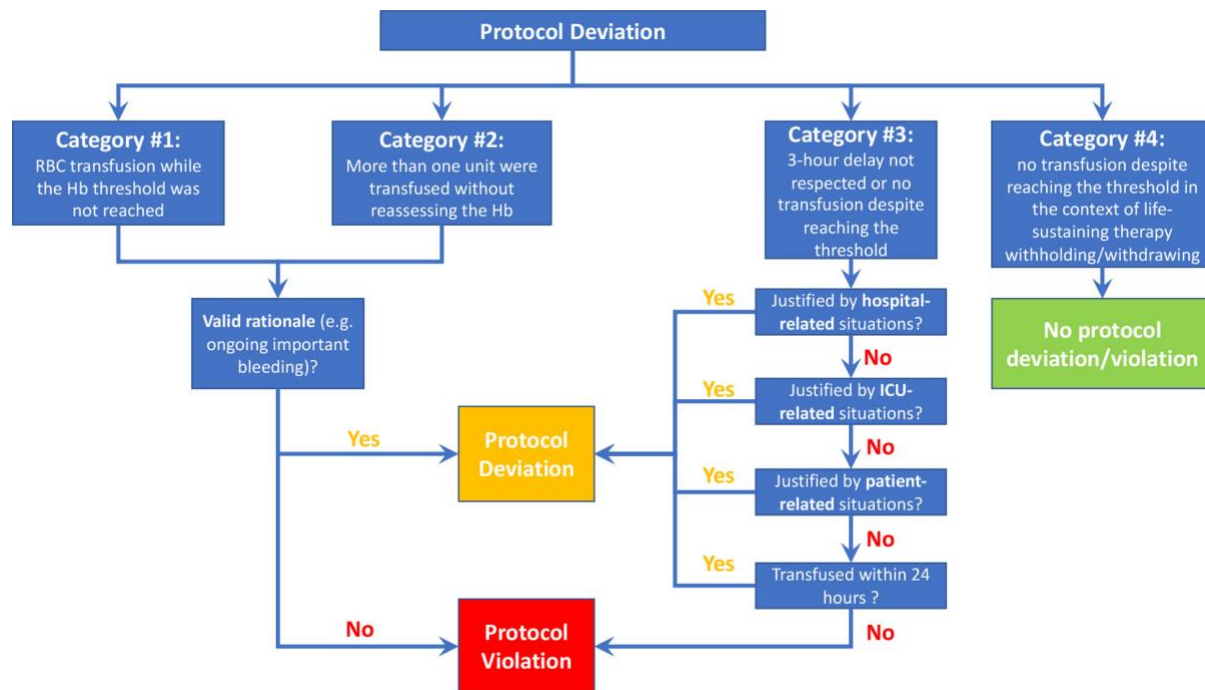 Protocol Deviation
Category #1:
RBC transfusion while
the Hb threshold was
not reached
Category #2:
More than one unit were
transfused without
reassessing the Hb
Category #3:
3-hour delay not
respected or no
transfusion despite
reaching the
threshold
Category #4:
no transfusion despite
reaching the threshold in
the context of life-
sustaining therapy
withholding/withdrawing
Valid rationale (e.g.
ongoing important
bleeding)?
Yes
Justified by hospital-
related situations?
No
No protocol
deviation/violation
Yes
Justified by ICU-
related situations?
No
Yes
Protocol
Deviation
Yes
Justified by patient-
related situations?
No
Yes
Transfused within 24
hours ?
No
No
Protocol
Violation